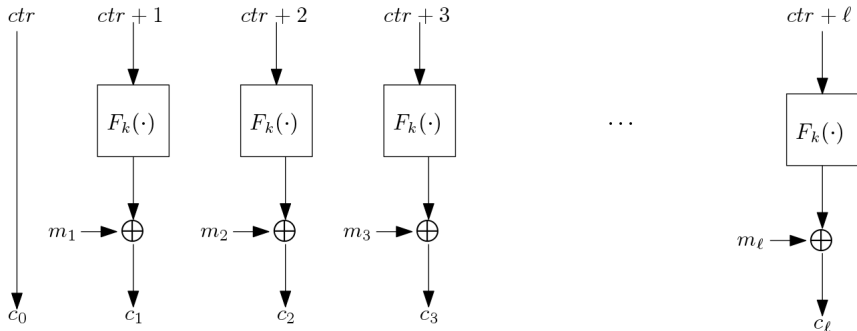 ctr ctr + 1 ctr + 2 ctr + 3 ctr + ℓ
F_k(·) F_k(·) F_k(·) ... F_k(·)
m_1 ⊕ m_2 ⊕ m_3 ⊕ m_ℓ ⊕
c_0 c_1 c_2 c_3 c_ℓ